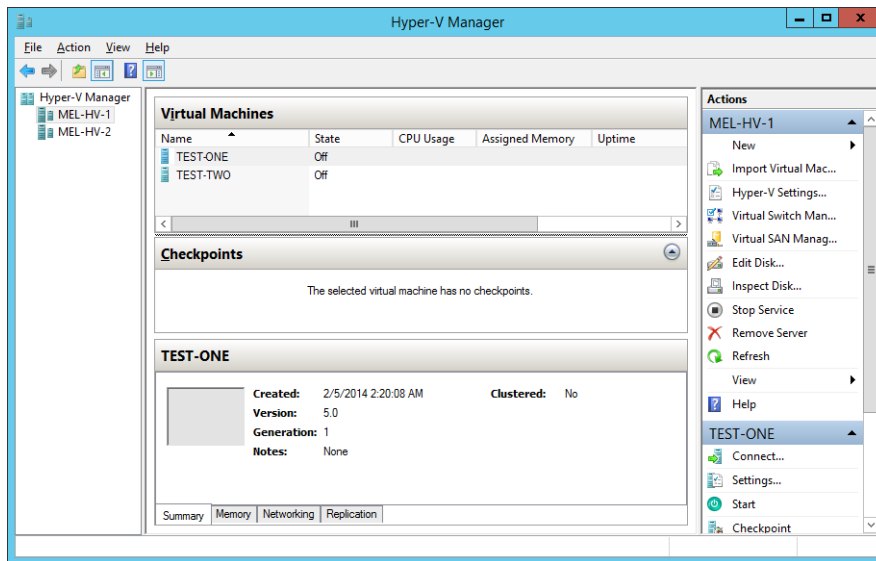 Hyper-V Manager
File Action View Help
Hyper-V Manager
MEL-HV-1
MEL-HV-2
Virtual Machines
Name State CPU Usage Assigned Memory Uptime
TEST-ONE Off
TEST-TWO Off
Checkpoints
The selected virtual machine has no checkpoints.
TEST-ONE
Created: 2/5/2014 2:20:08 AM Clustered: No
Version: 5.0
Generation: 1
Notes: None
Summary Memory Networking Replication
Actions
MEL-HV-1
New
Import Virtual Mac...
Hyper-V Settings...
Virtual Switch Man...
Virtual SAN Manag...
Edit Disk...
Inspect Disk...
Stop Service
Remove Server
Refresh
View
Help
TEST-ONE
Connect...
Settings...
Start
Checkpoint